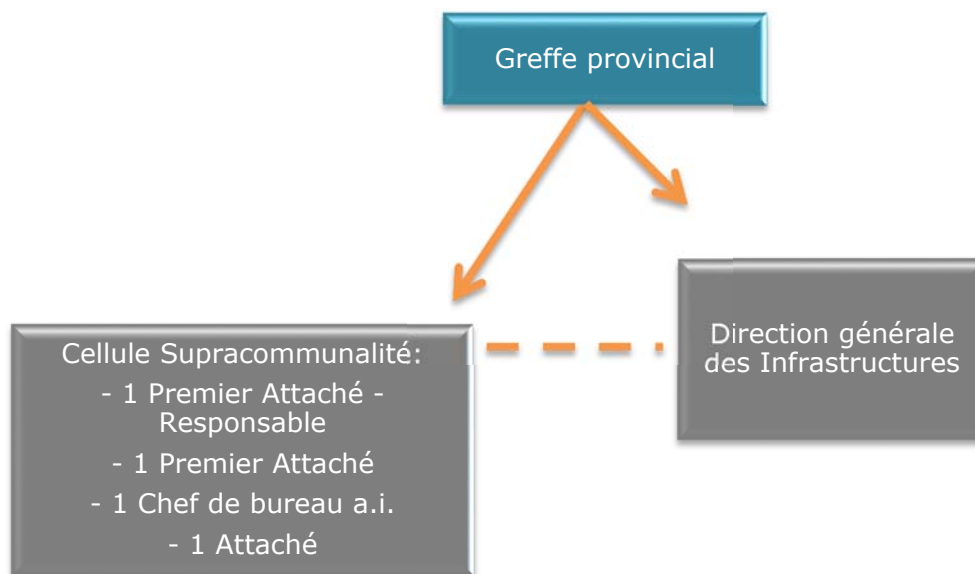 Greffe provincial
Direction générale
des Infrastructures
Cellule Supracommunalité:
- 1 Premier Attaché -
Responsable
- 1 Premier Attaché
- 1 Chef de bureau a.i.
- 1 Attaché